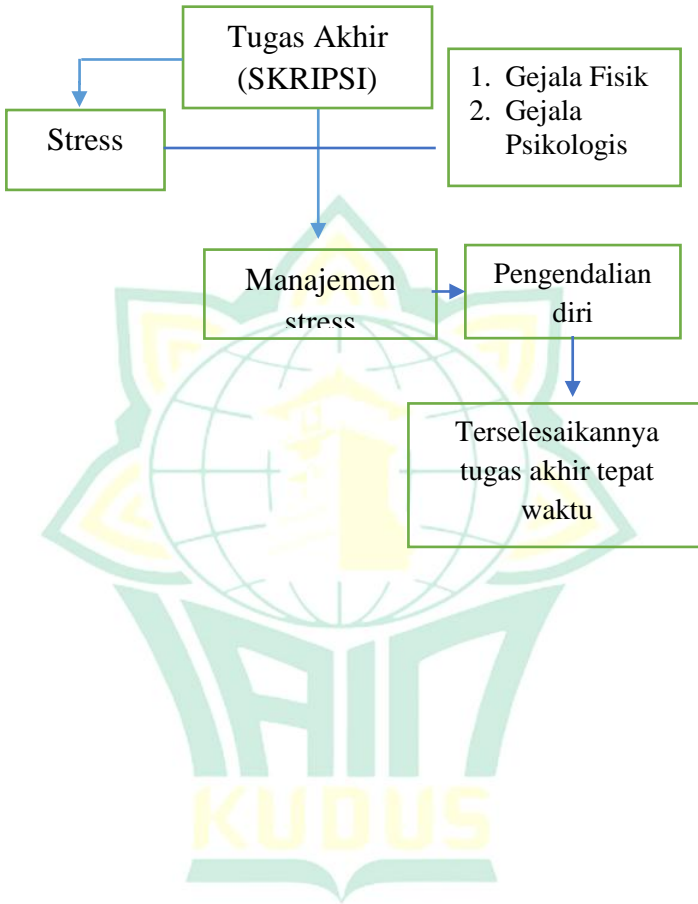 Tugas Akhir
(SKRIPSI)
1. Gejala Fisik
2. Gejala
Psikologis
Stress
Manajemen
stress
Pengendalian
diri
Terselesaikannya
tugas akhir tepat
waktu
IAIN
KUDUS